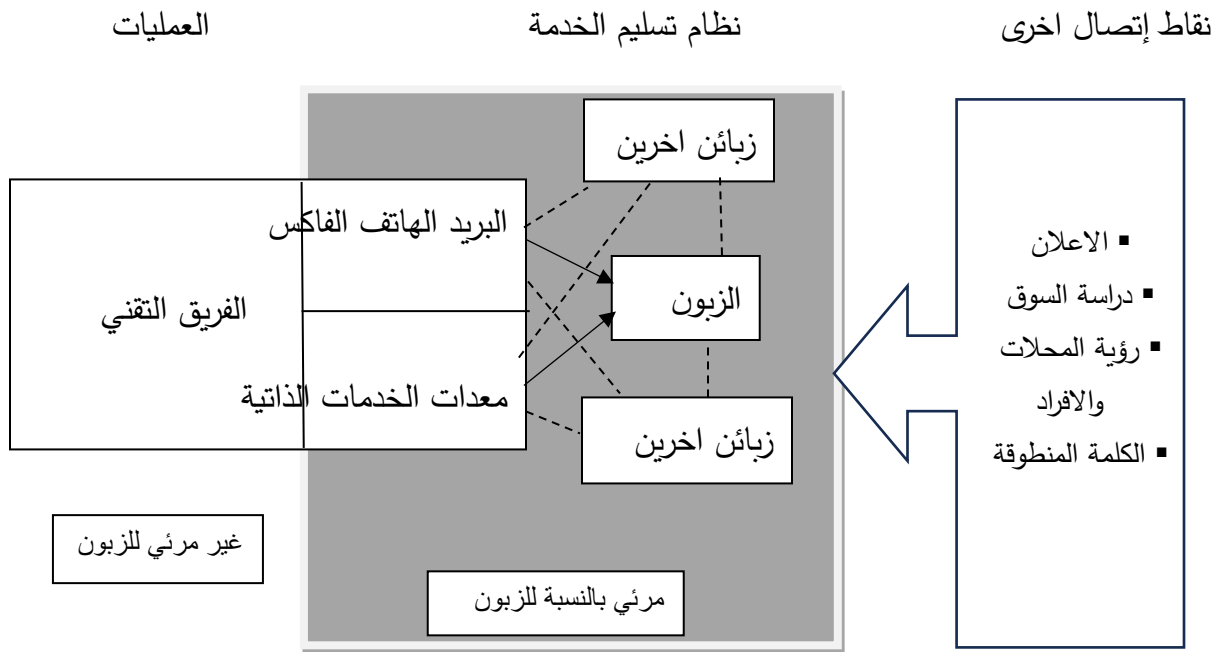 نقاط إتصال اخرى
نظام تسليم الخدمة
العمليات
▪ الاعلان
▪ دراسة السوق
▪ رؤية المحلات
والافراد
▪ الكلمة المنطوقة
زبائن اخرين
الزبون
زبائن اخرين
البريد الهاتف الفاكس
معدات الخدمات الذاتية
الفريق التقني
مرئي بالنسبة للزبون
غير مرئي للزبون